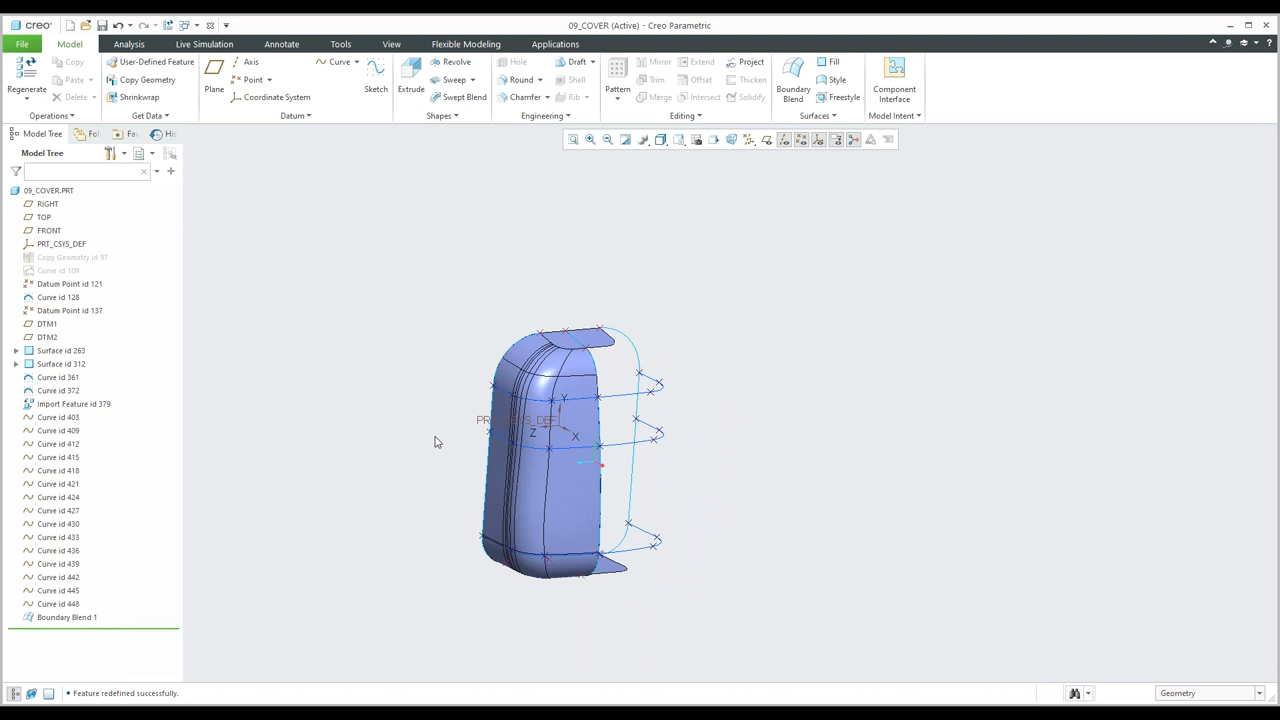 creo
09_COVER (Active) - Creo Parametric
File Model Analysis Live Simulation Annotate Tools View Flexible Modeling Applications
Regenerate
Copy
Paste
Delete
Operations
User-Defined Feature
Copy Geometry
Shrinkwrap
Get Data
Plane
Axis
Point
Coordinate System
Curve
Sketch
Datum
Extrude
Revolve
Sweep
Swept Blend
Shapes
Hole
Round
Chamfer
Draft
Shell
Rib
Engineering
Pattern
Mirror
Trim
Merge
Extend
Offset
Intersect
Project
Thicken
Solidify
Editing
Boundary
Blend
Fill
Style
Freestyle
Surfaces
Component
Interface
Model Intent
Model Tree Fol Fa His
Model Tree
09_COVER.PRT
RIGHT
TOP
FRONT
PRT_CSYS_DEF
Copy Geometry id 97
Curve id 109
Datum Point id 121
Curve id 128
Datum Point id 137
DTM1
DTM2
Surface id 263
Surface id 312
Curve id 361
Curve id 372
Import Feature id 379
Curve id 403
Curve id 409
Curve id 412
Curve id 415
Curve id 418
Curve id 421
Curve id 424
Curve id 427
Curve id 430
Curve id 433
Curve id 436
Curve id 439
Curve id 442
Curve id 445
Curve id 448
Boundary Blend 1
Y
PRT_CSYS_DEF
Z
X
• Feature redefined successfully.
Geometry